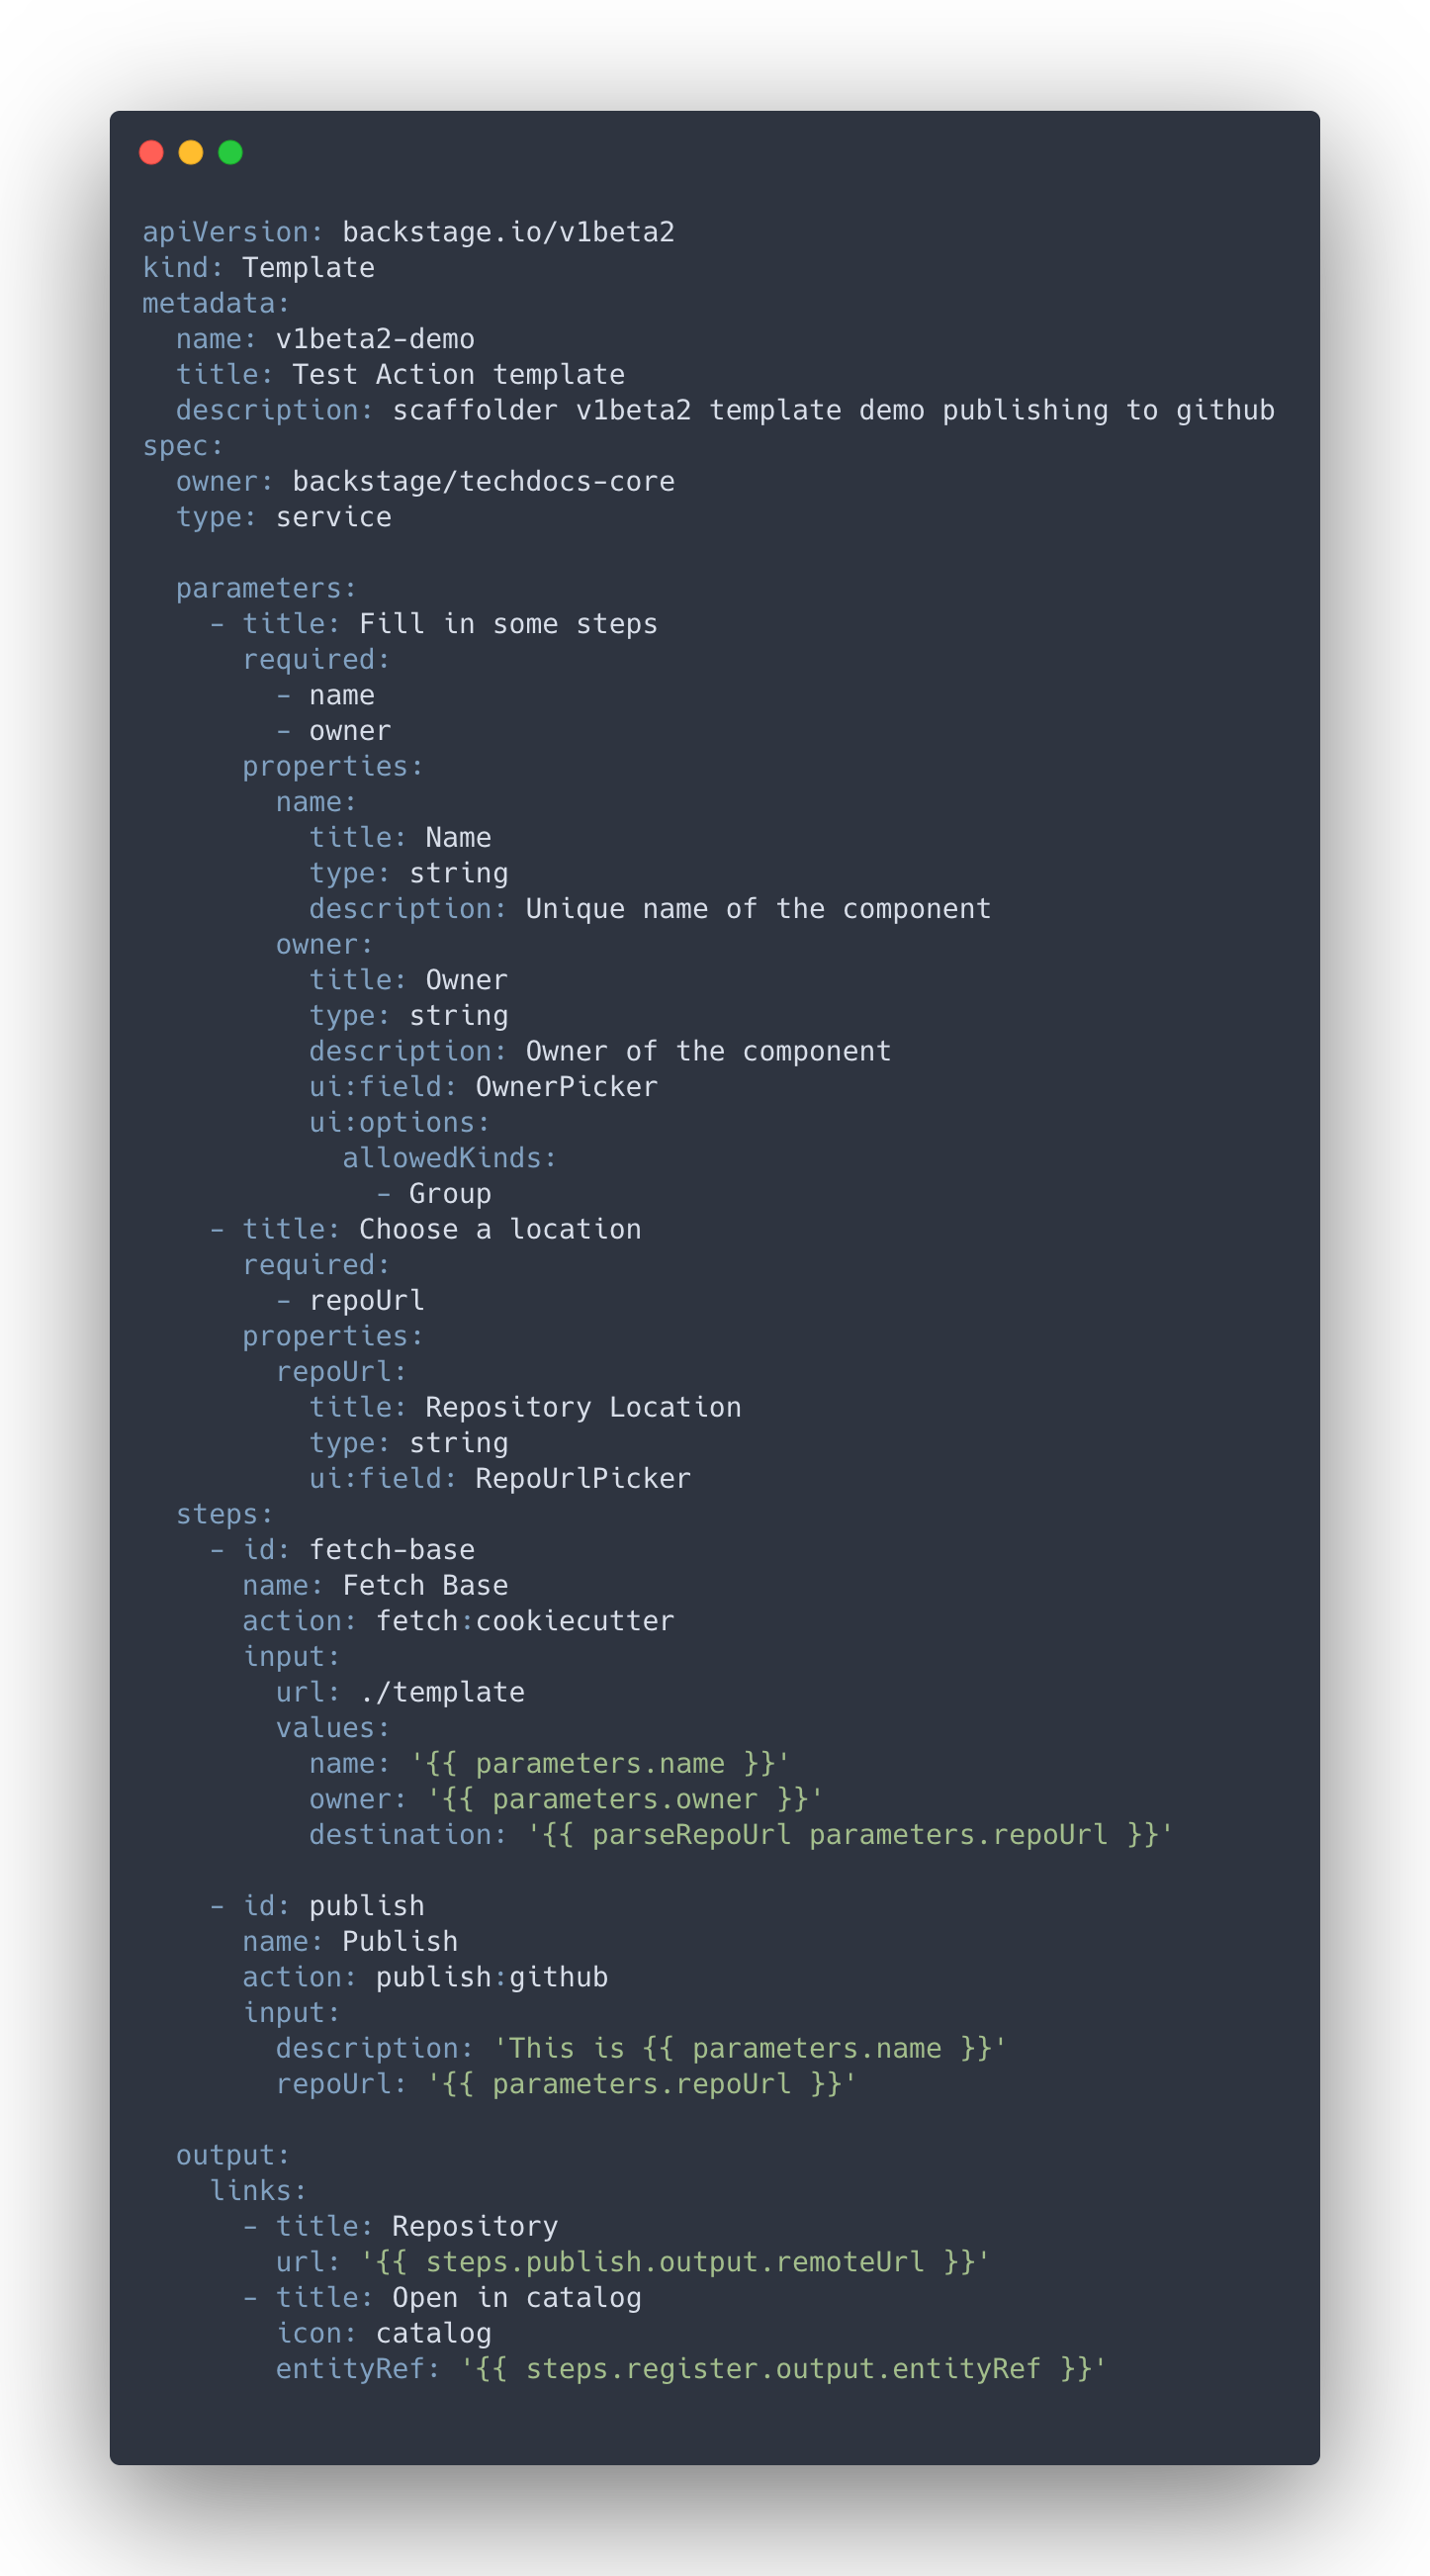 apiVersion: backstage.io/v1beta2
kind: Template
metadata:
  name: v1beta2-demo
  title: Test Action template
  description: scaffolder v1beta2 template demo publishing to github
spec:
  owner: backstage/techdocs-core
  type: service

  parameters:
    - title: Fill in some steps
      required:
        - name
        - owner
      properties:
        name:
          title: Name
          type: string
          description: Unique name of the component
        owner:
          title: Owner
          type: string
          description: Owner of the component
          ui:field: OwnerPicker
          ui:options:
            allowedKinds:
              - Group
    - title: Choose a location
      required:
        - repoUrl
      properties:
        repoUrl:
          title: Repository Location
          type: string
          ui:field: RepoUrlPicker
  steps:
    - id: fetch-base
      name: Fetch Base
      action: fetch:cookiecutter
      input:
        url: ./template
        values:
          name: '{{ parameters.name }}'
          owner: '{{ parameters.owner }}'
          destination: '{{ parseRepoUrl parameters.repoUrl }}'

    - id: publish
      name: Publish
      action: publish:github
      input:
        description: 'This is {{ parameters.name }}'
        repoUrl: '{{ parameters.repoUrl }}'

  output:
    links:
      - title: Repository
        url: '{{ steps.publish.output.remoteUrl }}'
      - title: Open in catalog
        icon: catalog
        entityRef: '{{ steps.register.output.entityRef }}'